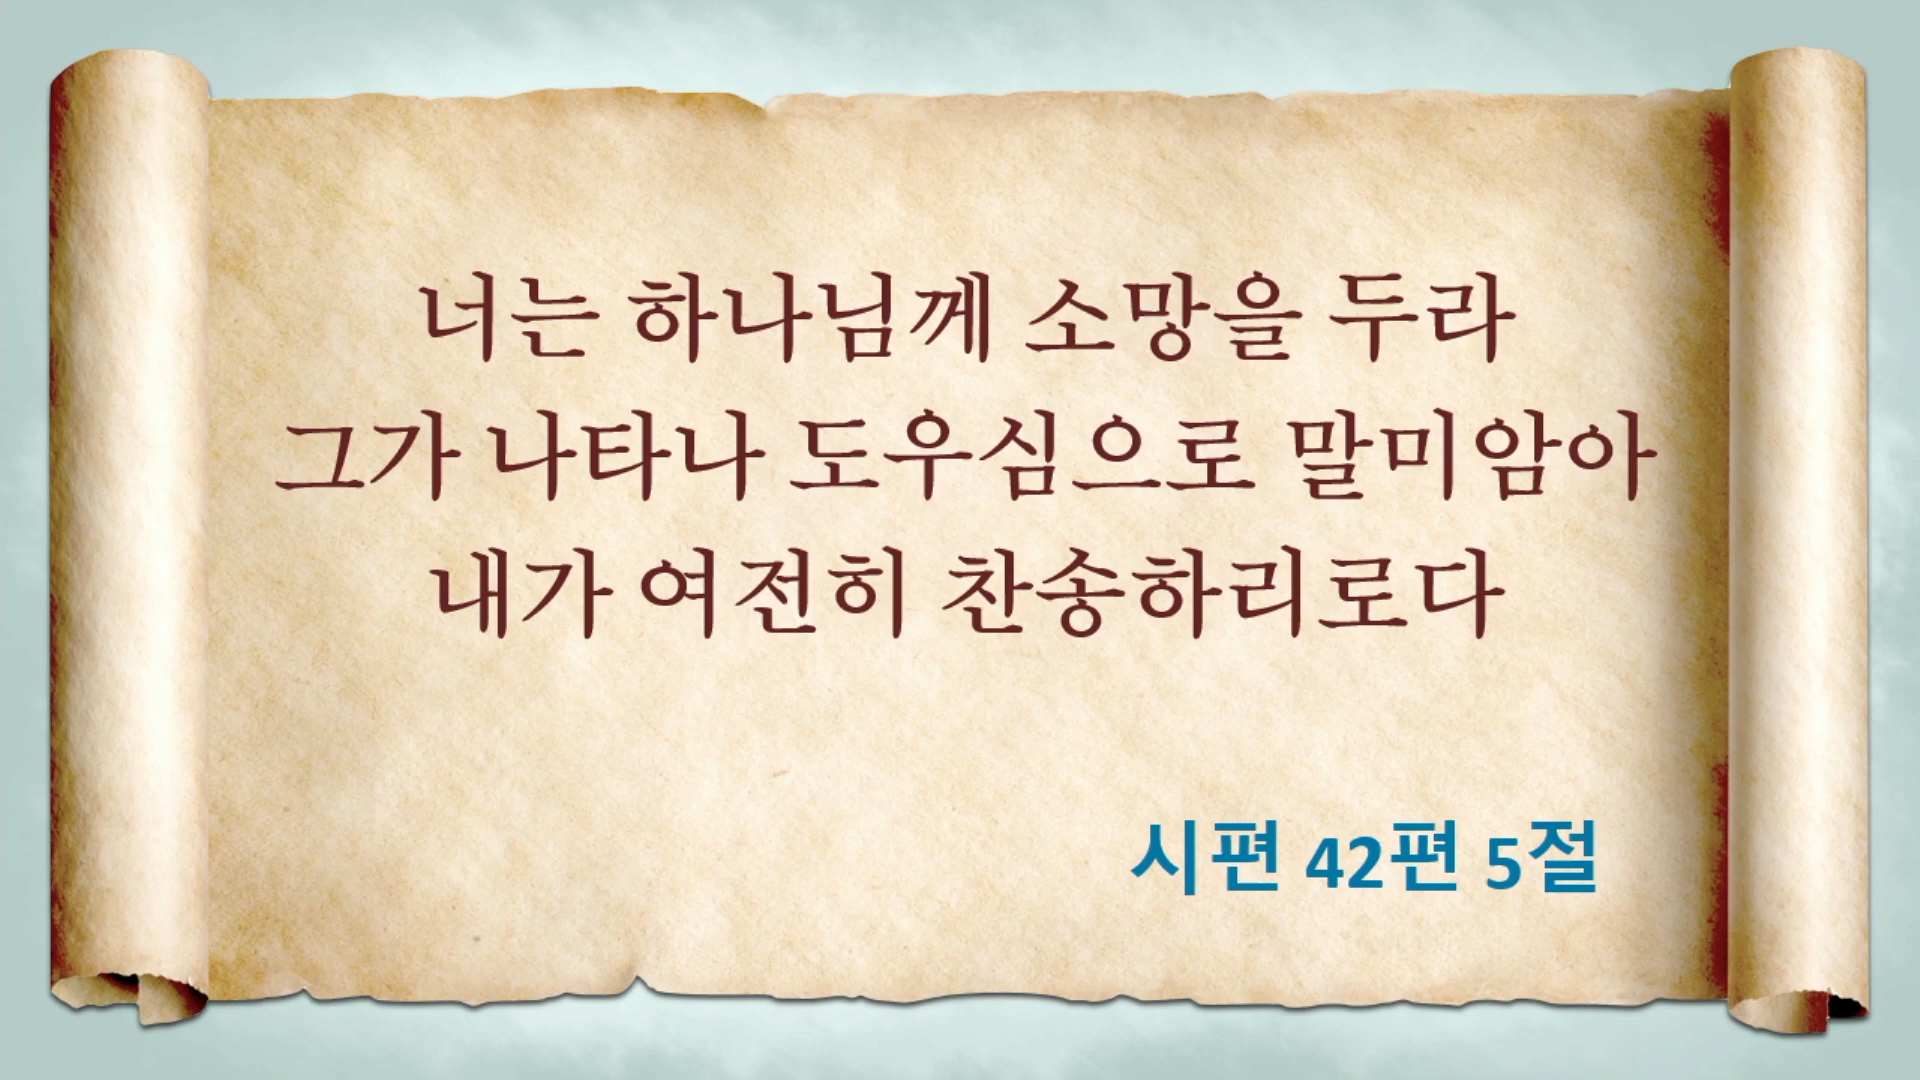 너는 하나님께 소망을 두라
그가 나타나 도우심으로 말미암아
내가 여전히 찬송하리로다
시편 42편 5절